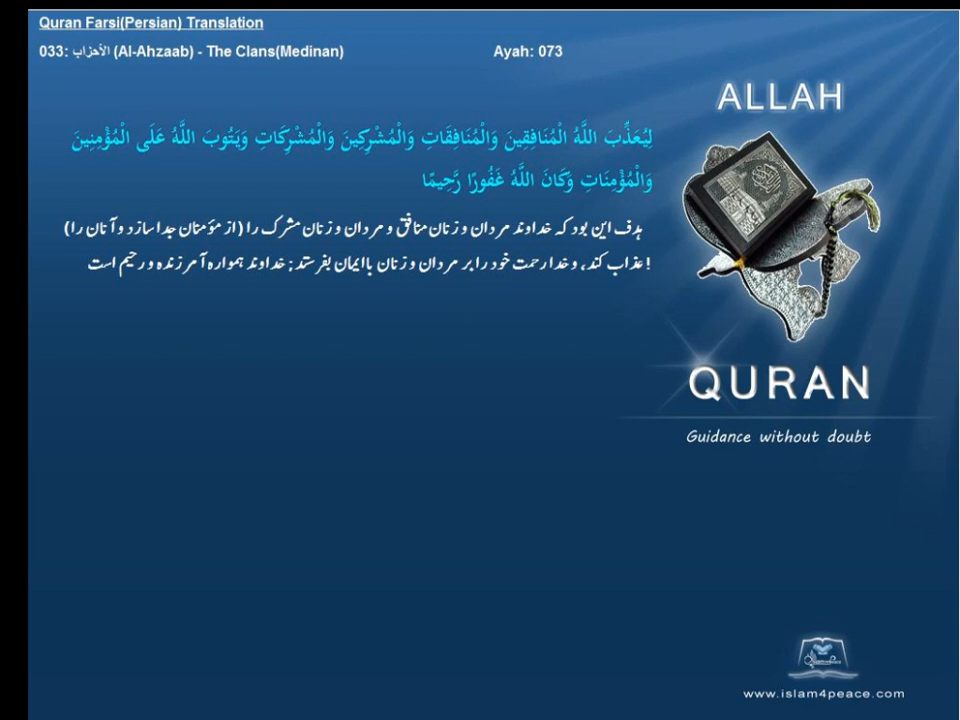 Quran Farsi(Persian) Translation
033: الأحزاب (Al-Ahzaab) - The Clans(Medinan) Ayah: 073
ALLAH
لِيُعَذِّبَ اللَّهُ الْمُنَافِقِينَ وَالْمُنَافِقَاتِ وَالْمُشْرِكِينَ وَالْمُشْرِكَاتِ وَيَتُوبَ اللَّهُ عَلَى الْمُؤْمِنِينَ
وَالْمُؤْمِنَاتِ وَكَانَ اللَّهُ غَفُورًا رَّحِيمًا
هدف این بود که خداوند مردان و زنان منافق و مردان و زنان مشرک را (از مؤمنان جدا سازد و آنان را)
عذاب کند، و خدا رحمت خود را بر مردان و زنان باایمان بفرستد; خداوند همواره آمرزنده و رحیم است!
QURAN
Guidance without doubt
www.islam4peace.com